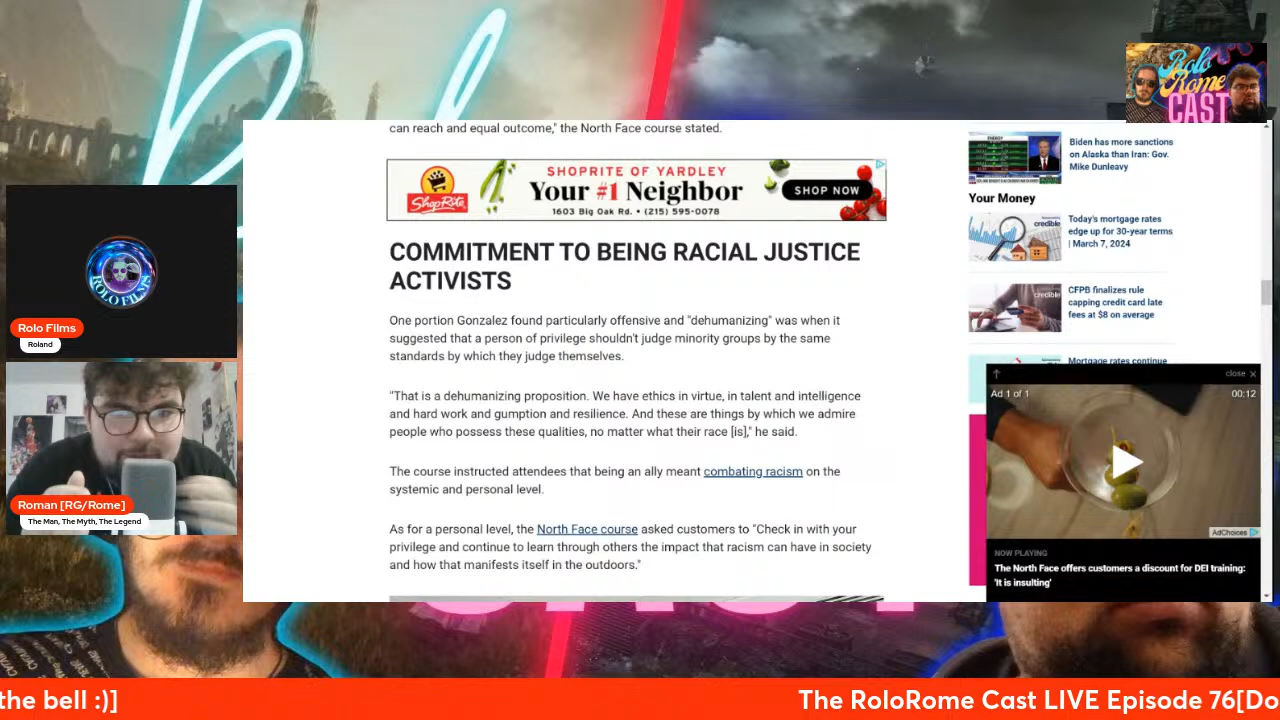 Rolo
Rome
CAST
can reach and equal outcome," the North Face course stated.
SHOPRITE OF YARDLEY
ShopRite
Your #1 Neighbor
SHOP NOW
1603 Big Oak Rd. • (215) 595-0078
COMMITMENT TO BEING RACIAL JUSTICE
ACTIVISTS
One portion Gonzalez found particularly offensive and "dehumanizing" was when it
suggested that a person of privilege shouldn't judge minority groups by the same
standards by which they judge themselves.
"That is a dehumanizing proposition. We have ethics in virtue, in talent and intelligence
and hard work and gumption and resilience. And these are things by which we admire
people who possess these qualities, no matter what their race [is]," he said.
The course instructed attendees that being an ally meant combating racism on the
systemic and personal level.
As for a personal level, the North Face course asked customers to "Check in with your
privilege and continue to learn through others the impact that racism can have in society
and how that manifests itself in the outdoors."
Biden has more sanctions
on Alaska than Iran: Gov.
Mike Dunleavy
Your Money
Today's mortgage rates
edge up for 30-year terms
| March 7, 2024
credible
CFPB finalizes rule
capping credit card late
fees at $8 on average
credible
Mortgage rates continue
close ×
Ad 1 of 1
00:12
AdChoices
NOW PLAYING
The North Face offers customers a discount for DEI training:
'It is insulting'
ROLO FILMS
Rolo Films
Roland
Roman [RG/Rome]
The Man, The Myth, The Legend
the bell :)]
The RoloRome Cast LIVE Episode 76[Do